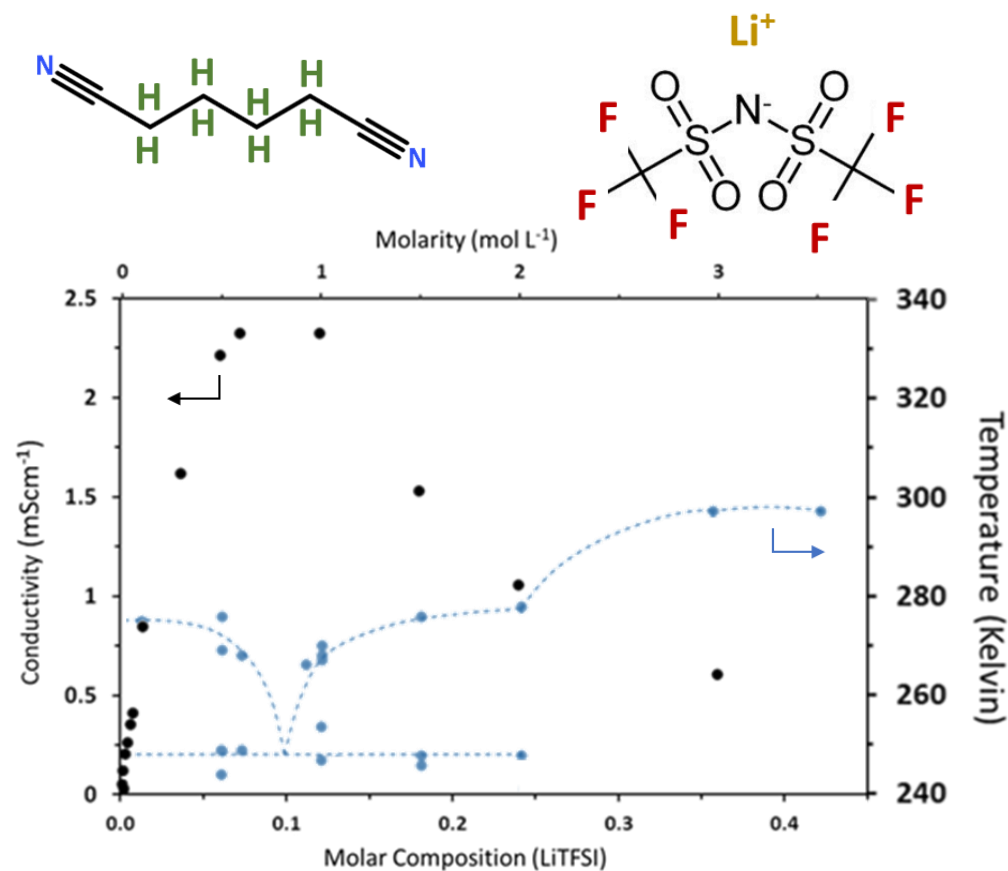 Li+
N
H H H H
H H H H
N
O N- O
F S S F
F O O F
F F
Molarity (mol L-1)
0 1 2 3
2.5
2
1.5
1
0.5
0
Conductivity (mScm-1)
340
320
300
280
260
240
Temperature (Kelvin)
0.0 0.1 0.2 0.3 0.4
Molar Composition (LiTFSI)